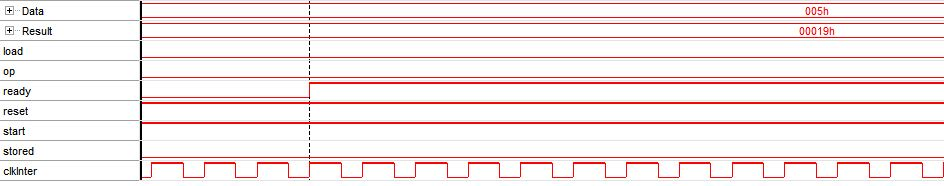 Data 005h
Result 00019h
load
op
ready
reset
start
stored
clkInter